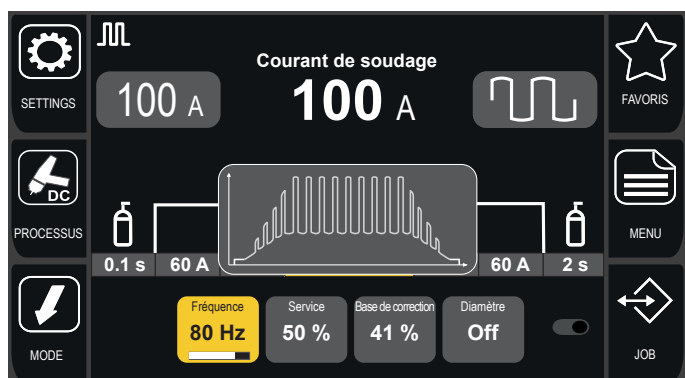 Courant de soudage
100 A
100 A
SETTINGS
FAVORIS
DC
PROCESSUS
MENU
0.1 s
60 A
60 A
2 s
Fréquence
80 Hz
Service
50 %
Base de correction
41 %
Diamètre
Off
MODE
JOB